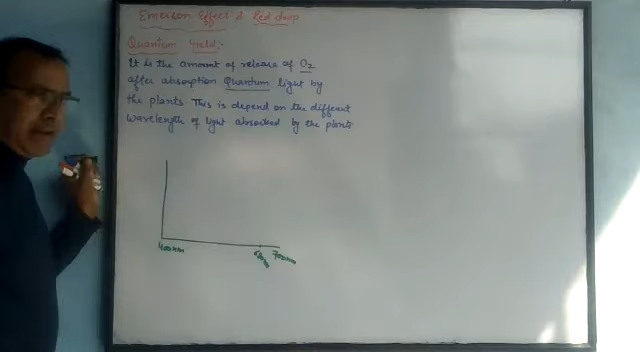 Emerson Effect & Red drop
Quantum Yield:-
It is the amount of release of O2
after absorption Quantum light by
the plants This is depend on the different
Wavelength of light absorbed by the plants
400nm 680nm 700nm